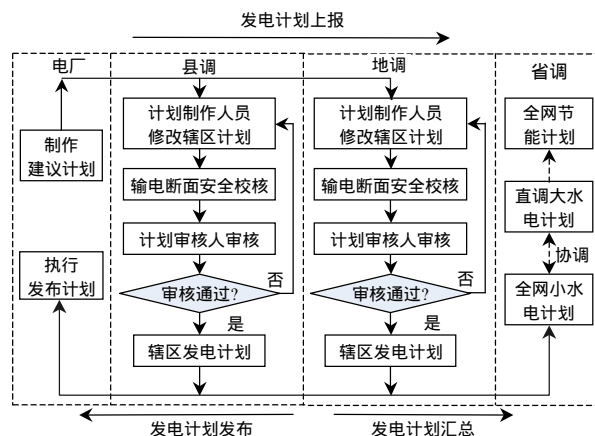 发电计划上报
电厂
县调
地调
省调
制作
建议计划
执行
发布计划
计划制作人员
修改辖区计划
输电断面安全校核
计划审核人审核
审核通过?
否
是
辖区发电计划
计划制作人员
修改辖区计划
输电断面安全校核
计划审核人审核
审核通过?
否
是
辖区发电计划
全网节
能计划
直调大水
电计划
协调
全网小水
电计划
发电计划发布
发电计划汇总